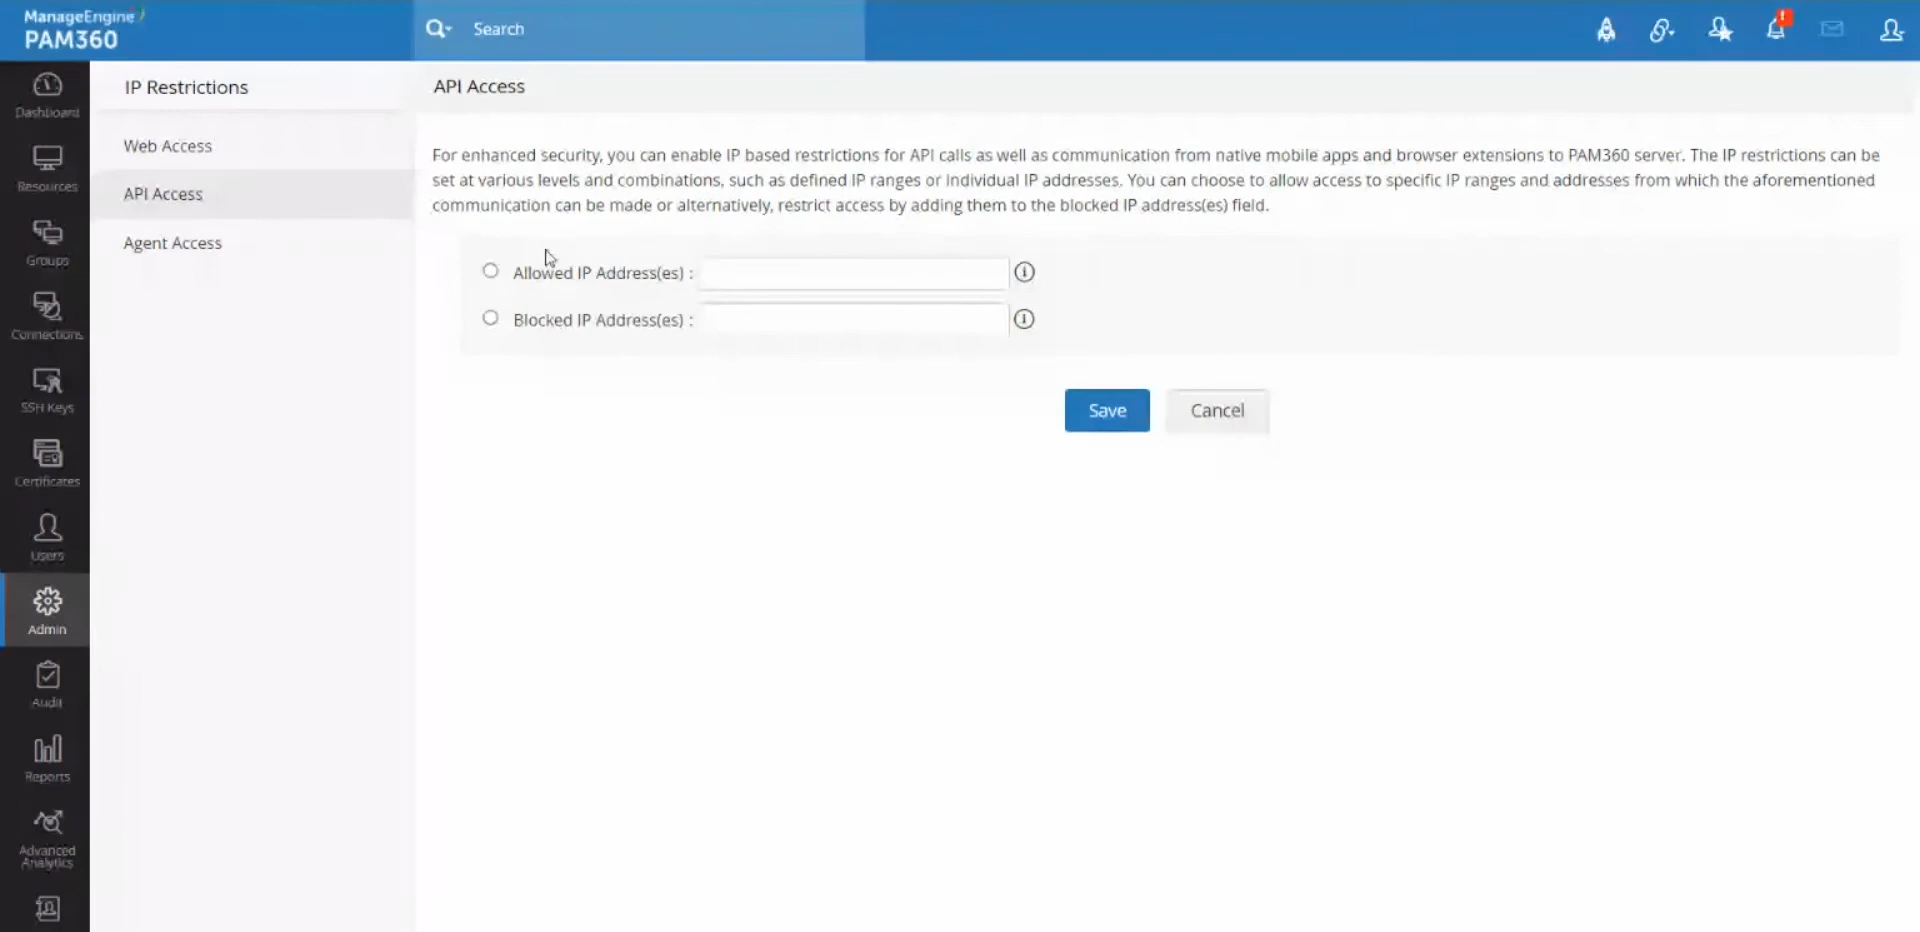 ManageEngine
PAM360
Search
Dashboard
Resources
Groups
Connections
SSH Keys
Certificates
Users
Admin
Audit
Reports
Advanced
Analytics
IP Restrictions
Web Access
API Access
Agent Access
API Access
For enhanced security, you can enable IP based restrictions for API calls as well as communication from native mobile apps and browser extensions to PAM360 server. The IP restrictions can be
set at various levels and combinations, such as defined IP ranges or individual IP addresses. You can choose to allow access to specific IP ranges and addresses from which the aforementioned
communication can be made or alternatively, restrict access by adding them to the blocked IP address(es) field.
Allowed IP Address(es) :
Blocked IP Address(es) :
Save Cancel